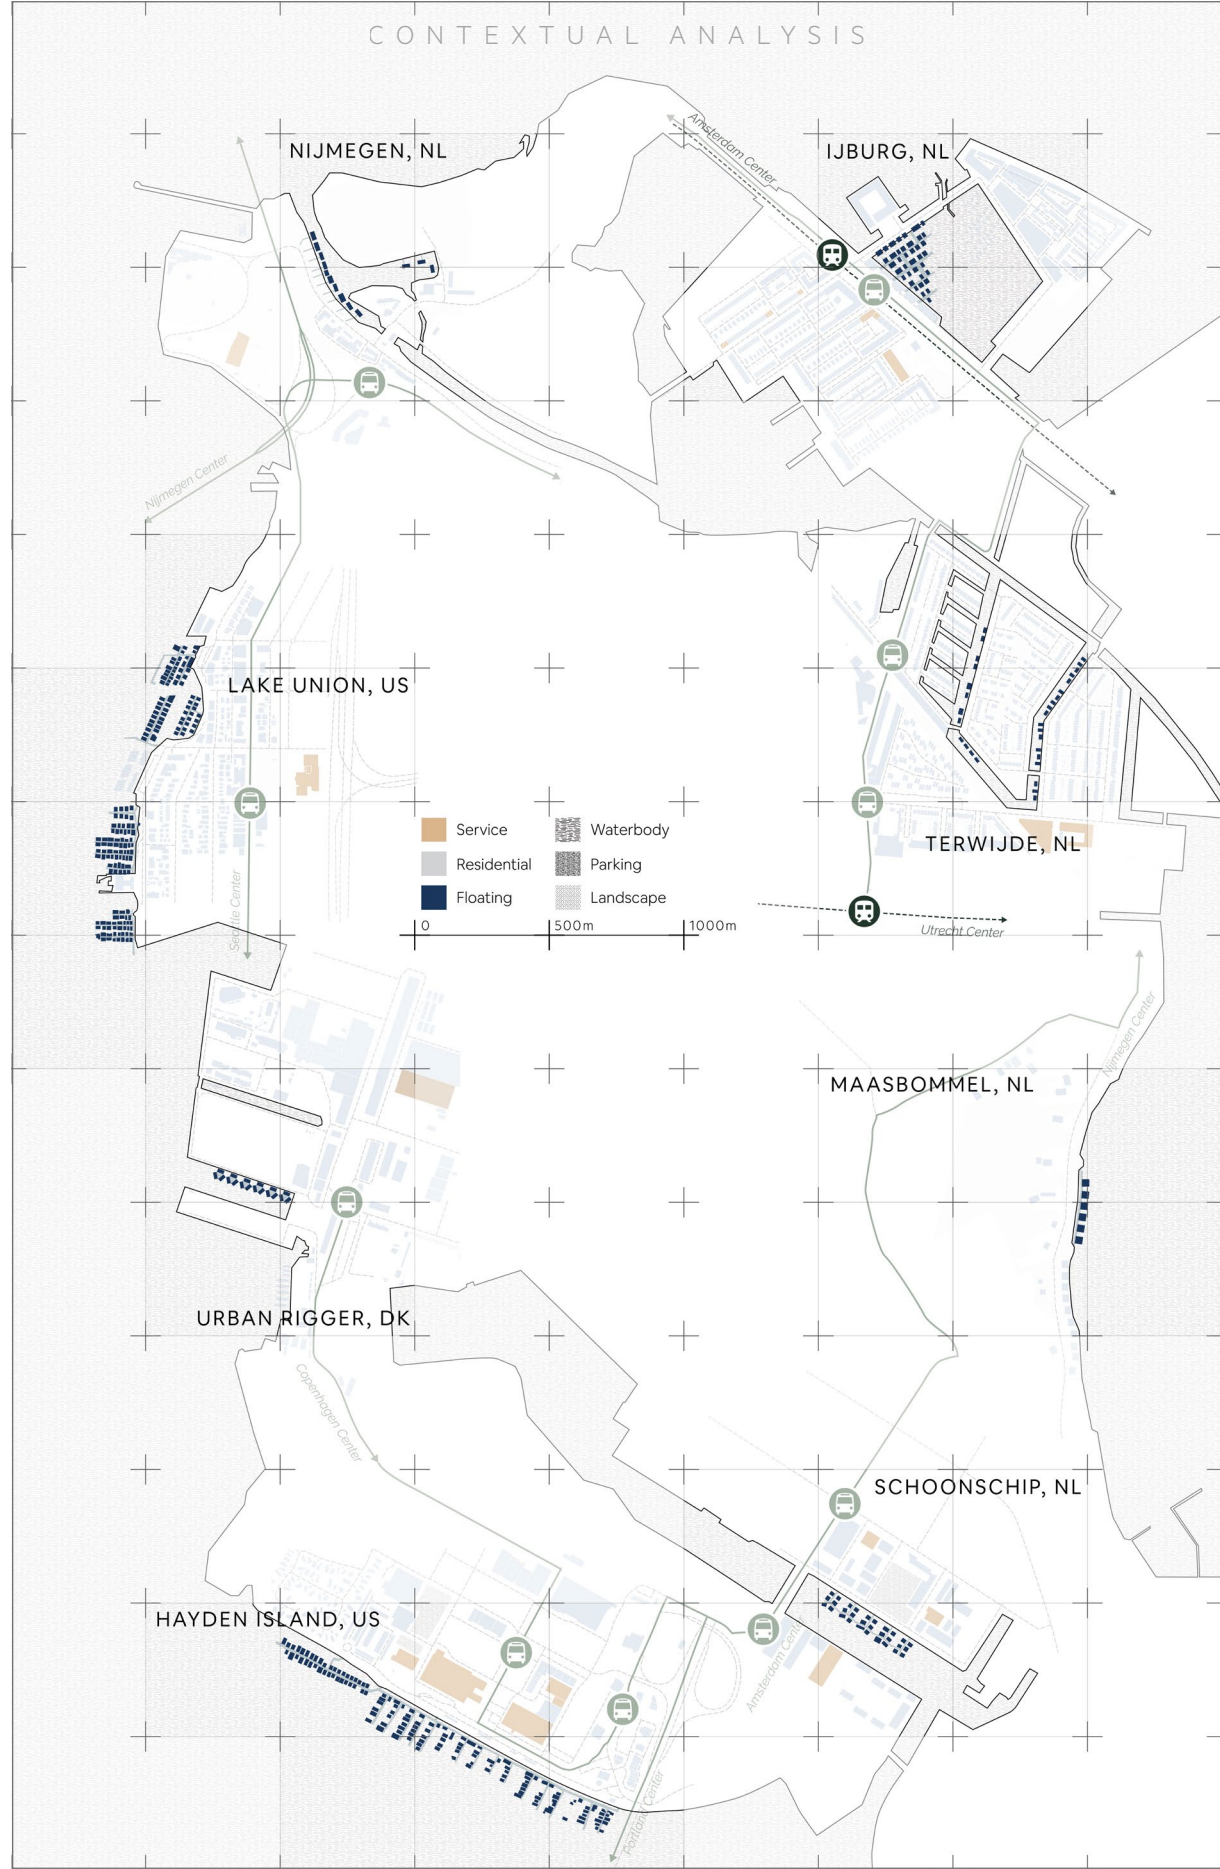 CONTEXTUAL ANALYSIS
Amsterdam Center
NIJMEGEN, NL
IJBURG, NL
Nijmegen Center
LAKE UNION, US
Service
Waterbody
Residential
Parking
Floating
Landscape
0 500m 1000m
TERWIJDE, NL
Seattle Center
Utrecht Center
Nijmegen Center
MAASBOMMEL, NL
URBAN RIGGER, DK
Copenhagen Center
SCHOONSCHIP, NL
HAYDEN ISLAND, US
Amsterdam Center
Portland Center